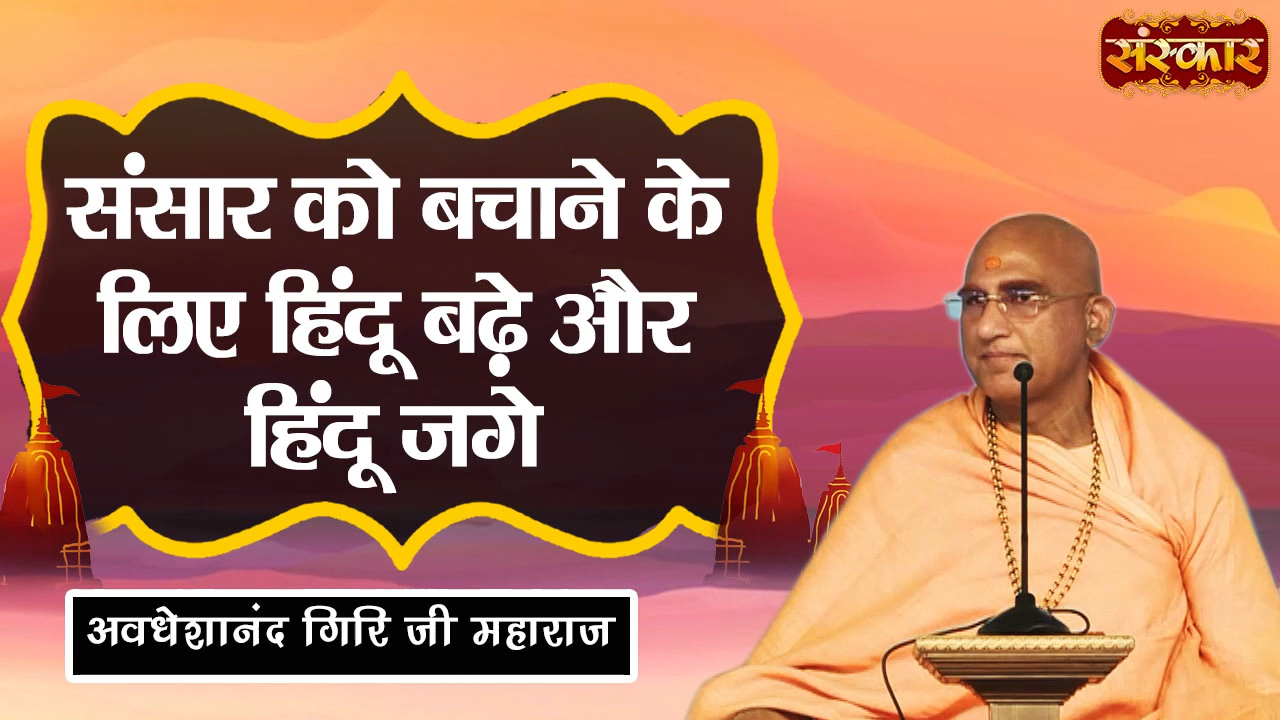 संस्कार
संसार को बचाने के
लिए हिंदू बढ़े और
हिंदू जगे
अवधेशानंद गिरि जी महाराज